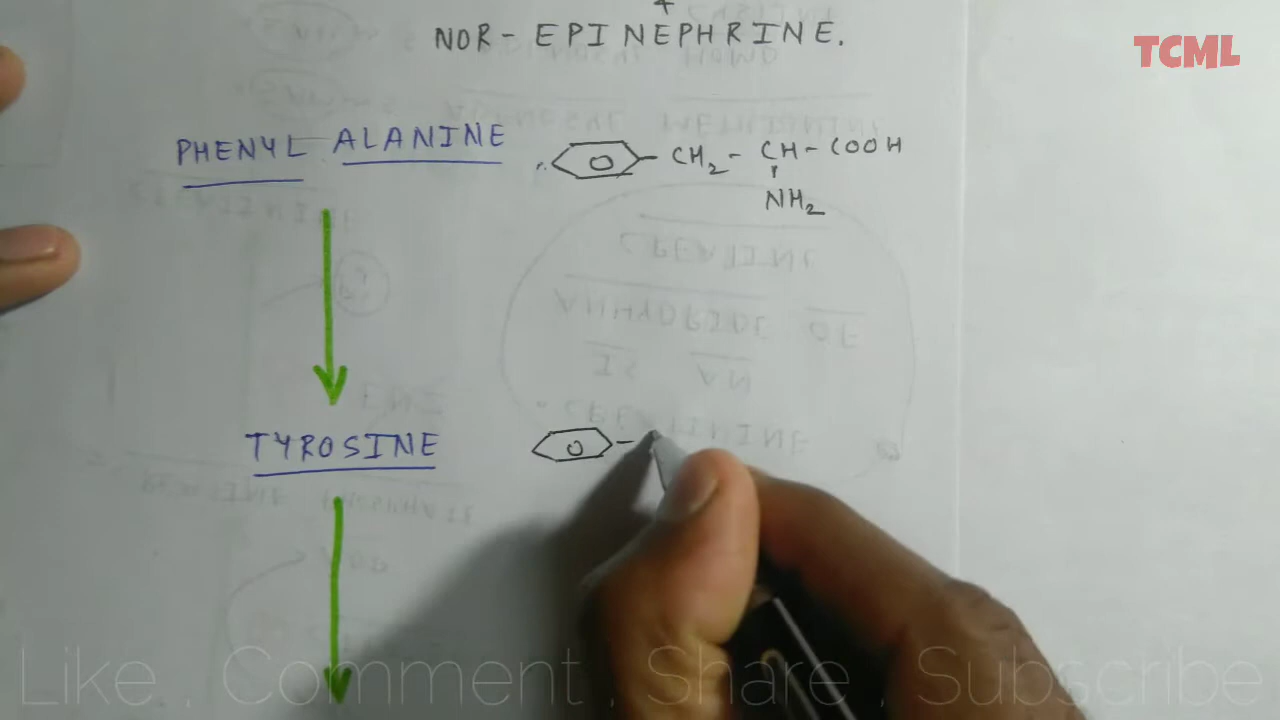 NOR- EPINEPHRINE.
TCML
PHENYL ALANINE
CH2 - CH - COOH
NH2
TYROSINE
Like , Comment , Share , Subscribe